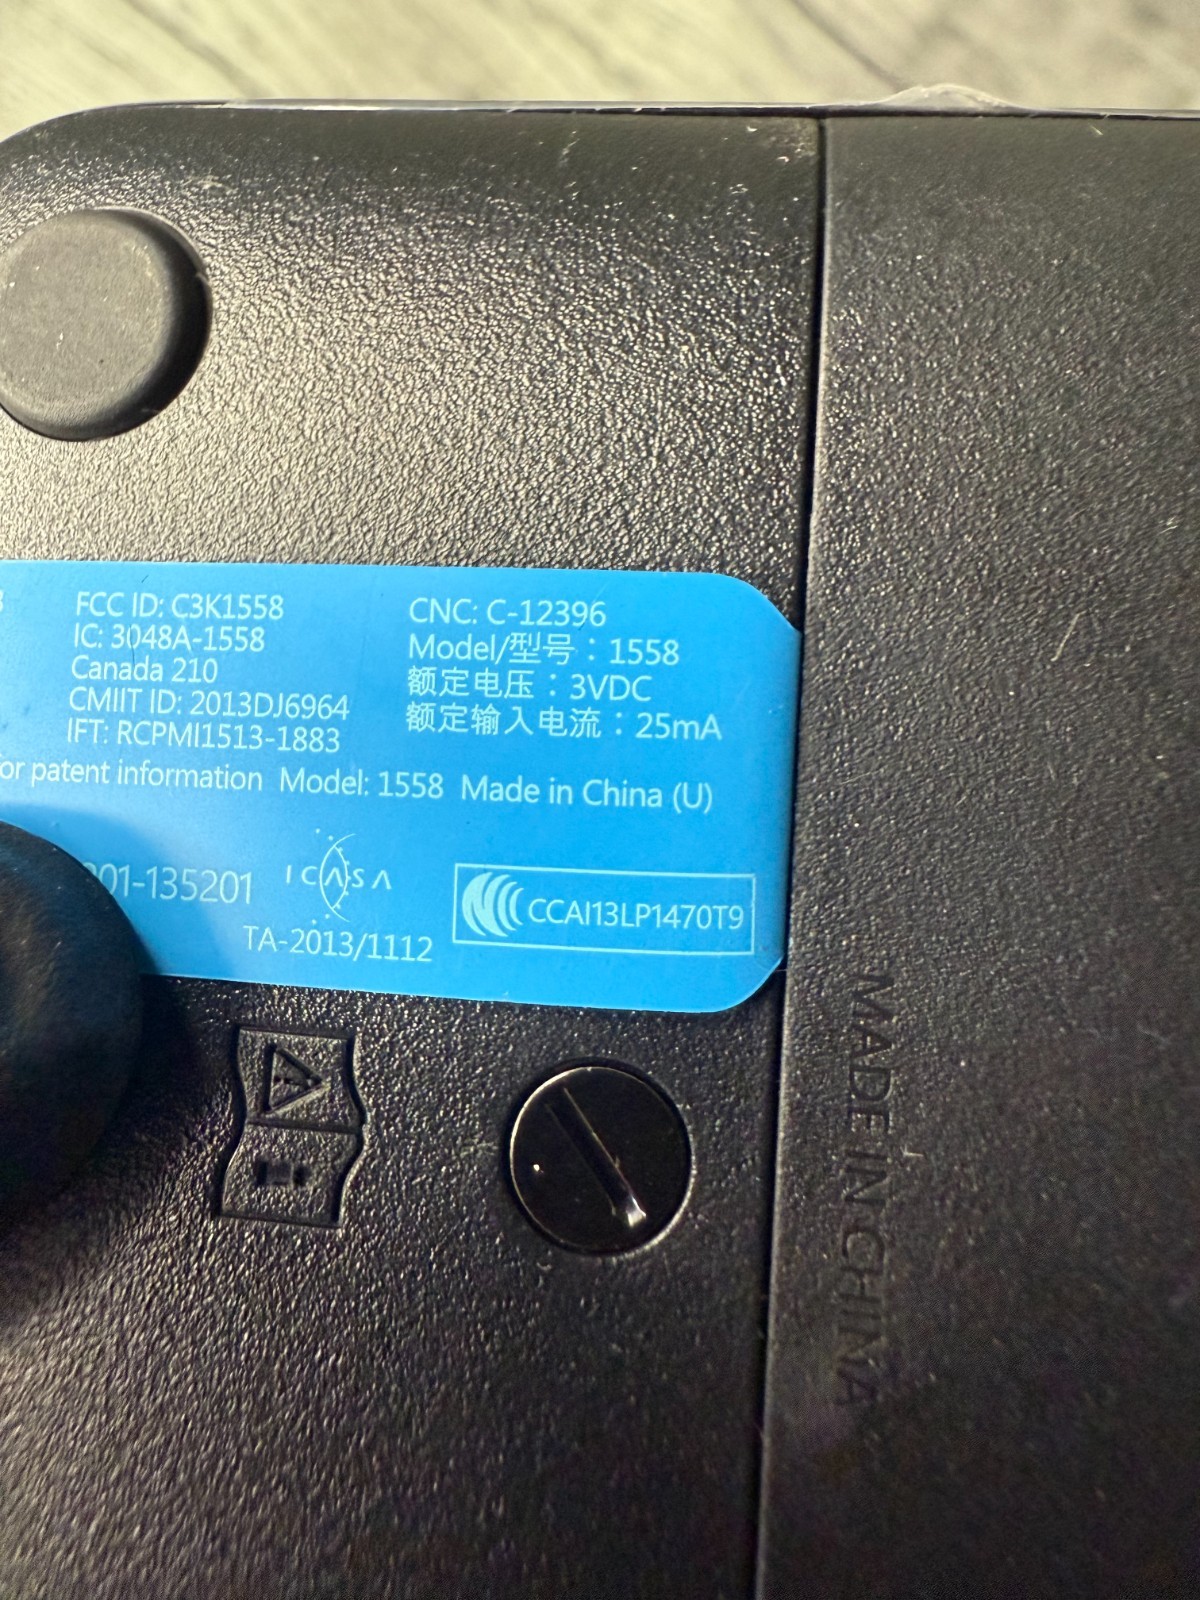 FCC ID: C3K1558
IC: 3048A-1558
Canada 210
CMIIT ID: 2013DJ6964
IFT: RCPMI1513-1883
CNC: C-12396
Model/型号：1558
额定电压：3VDC
额定输入电流：25mA
or patent information Model: 1558 Made in China (U)
01-135201
ICASA
TA-2013/1112
CCAI13LP1470T9
MADE IN CHINA